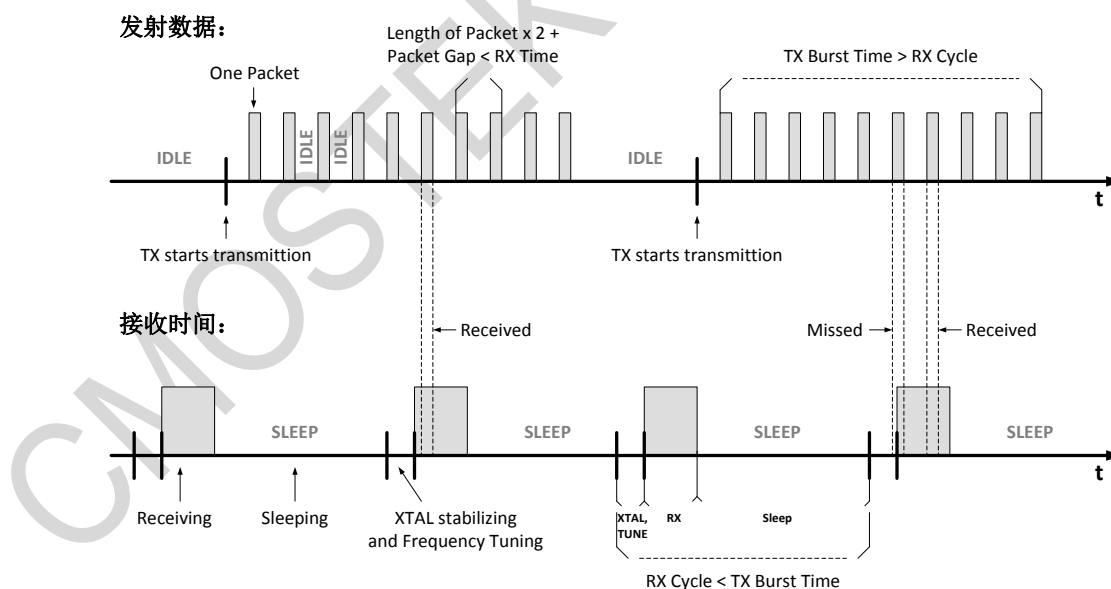 发射数据：
Length of Packet x 2 +
Packet Gap < RX Time
TX Burst Time > RX Cycle
One Packet
IDLE
IDLE
IDLE
IDLE
t
TX starts transmittion
TX starts transmittion
接收时间：
Received
Missed
Received
SLEEP
SLEEP
SLEEP
SLEEP
t
Receiving
Sleeping
XTAL stabilizing
and Frequency Tuning
XTAL,
TUNE
RX
Sleep
RX Cycle < TX Burst Time
CMOSTEK